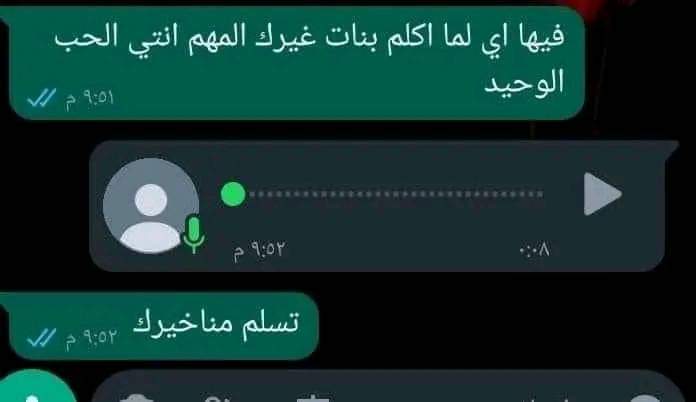 فيها اي لما اكلم بنات غيرك المهم انتي الحب
الوحيد
٩:٥١ م
٩:٥٢ م
٠:٠٨
تسلم مناخيرك
٩:٥٢ م